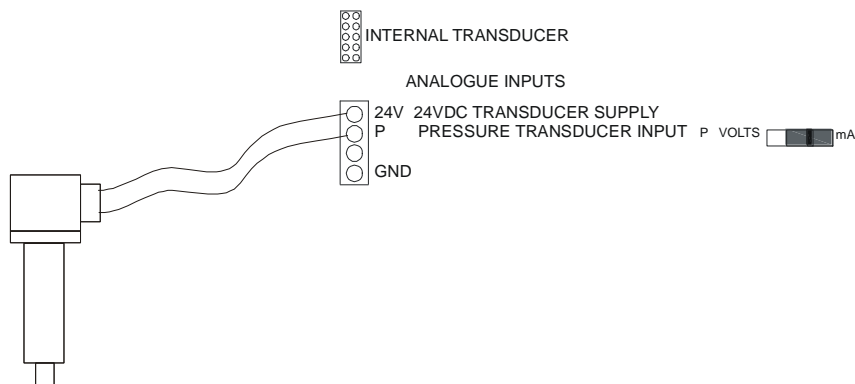 INTERNAL TRANSDUCER
ANALOGUE INPUTS
24V 24VDC TRANSDUCER SUPPLY
P PRESSURE TRANSDUCER INPUT P VOLTS mA
GND